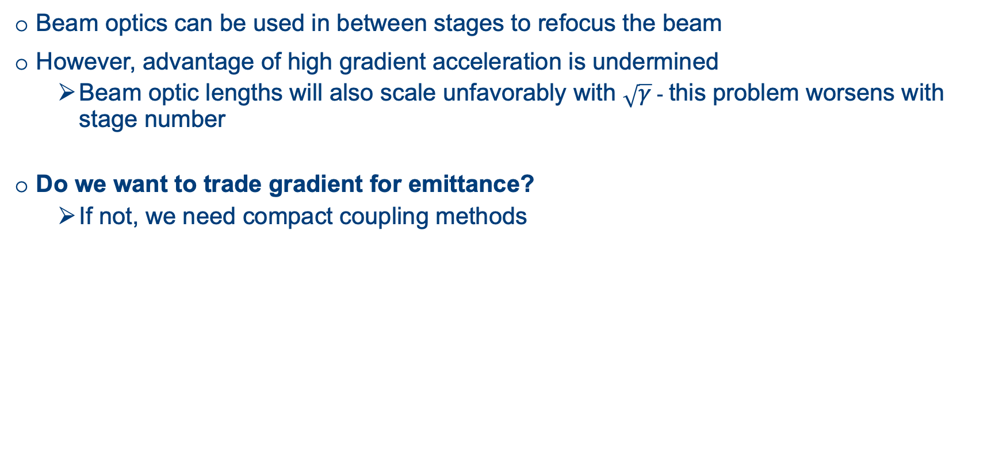 ○ Beam optics can be used in between stages to refocus the beam
○ However, advantage of high gradient acceleration is undermined
➢ Beam optic lengths will also scale unfavorably with √γ - this problem worsens with
stage number
○ Do we want to trade gradient for emittance?
➢ If not, we need compact coupling methods